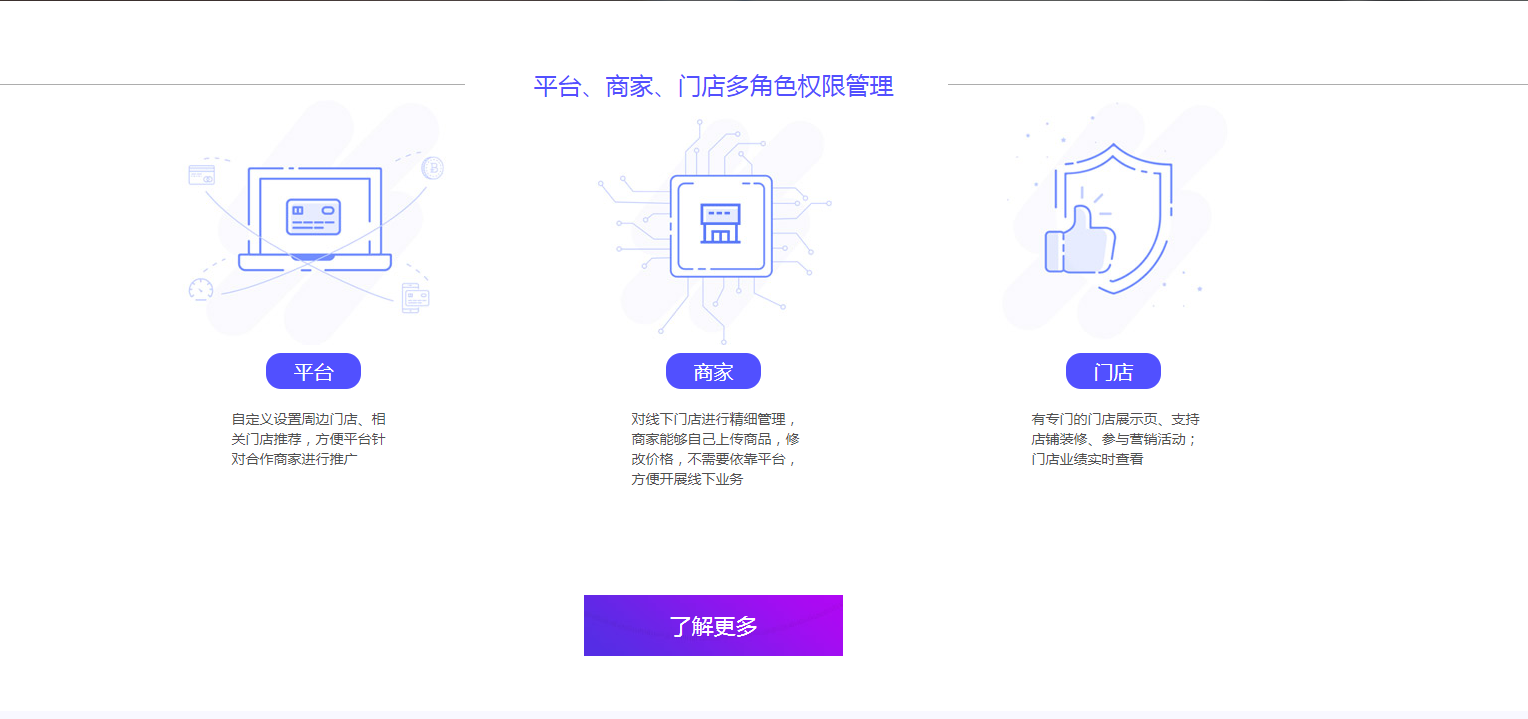 平台、商家、门店多角色权限管理
平台
自定义设置周边门店、相
关门店推荐，方便平台针
对合作商家进行推广
商家
对线下门店进行精细管理，
商家能够自己上传商品，修
改价格，不需要依靠平台，
方便开展线下业务
门店
有专门的门店展示页、支持
店铺装修、参与营销活动；
门店业绩实时查看
了解更多